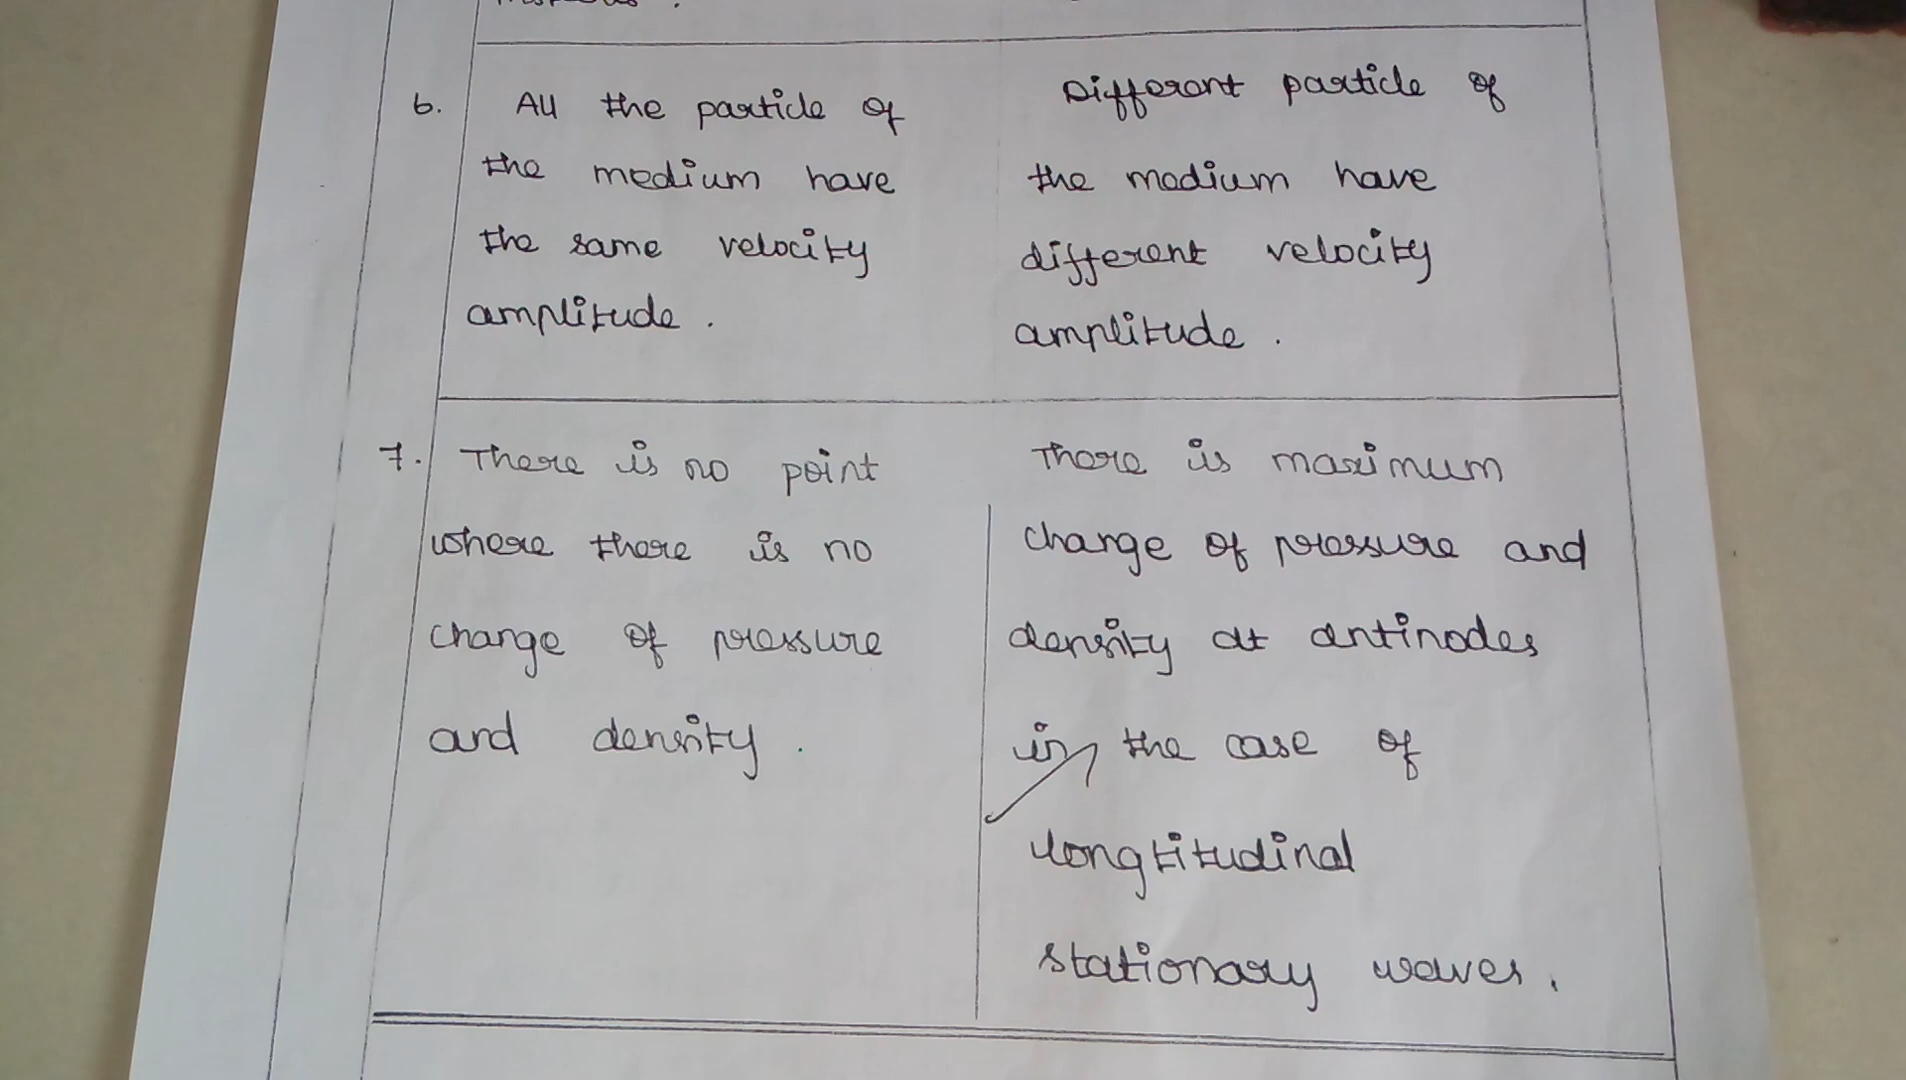 6. All the particle of
the medium have
the same velocity
amplitude.
Different particle of
the medium have
different velocity
amplitude.
7. There is no point
where there is no
change of pressure
and density.
There is maximum
change of pressure and
density at antinodes
in the case of
longtitudinal
stationary waves.